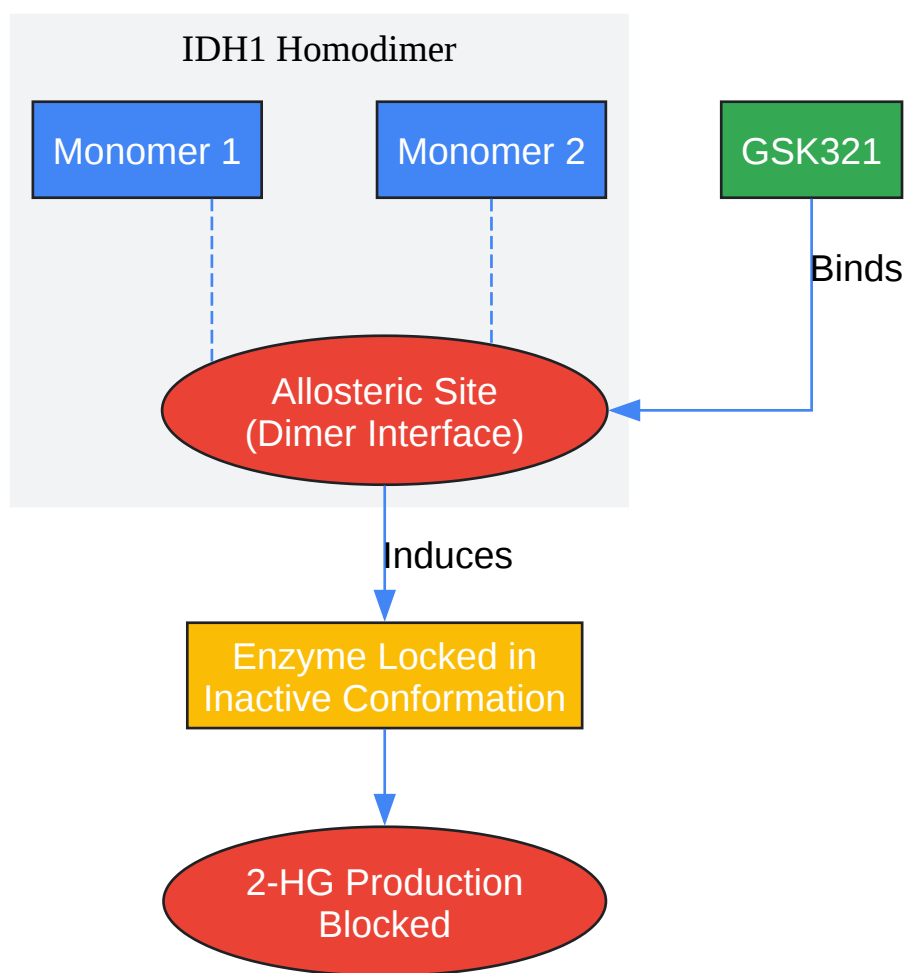 IDH1 Homodimer
Monomer 1
Monomer 2
GSK321
Binds
Allosteric Site
(Dimer Interface)
Induces
Enzyme Locked in
Inactive Conformation
2-HG Production
Blocked